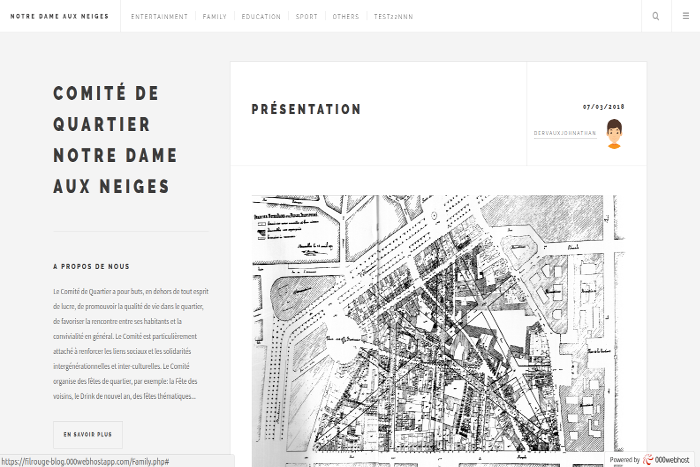 NOTRE DAME AUX NEIGES
ENTERTAINMENT FAMILY EDUCATION SPORT OTHERS TEST22NNN
COMITÉ DE
QUARTIER
NOTRE DAME
AUX NEIGES
A PROPOS DE NOUS
Le Comité de Quartier a pour buts, en dehors de tout esprit
de lucre, de promouvoir la qualité de vie dans le quartier,
de favoriser la rencontre entre ses habitants et la
convivialité en général. Le Comité est particulièrement
attaché à renforcer les liens sociaux et les solidarités
intergénérationnelles et inter-culturelles. Le Comité
organise des fêtes de quartier, par exemple: la Fête des
voisins, le Drink de nouvel an, des fêtes thématiques...
EN SAVOIR PLUS
PRÉSENTATION
07/03/2018
DERVAUXJOHNATHAN
https://filrouge-blog.000webhostapp.com/Family.php#
Powered by 000webhost